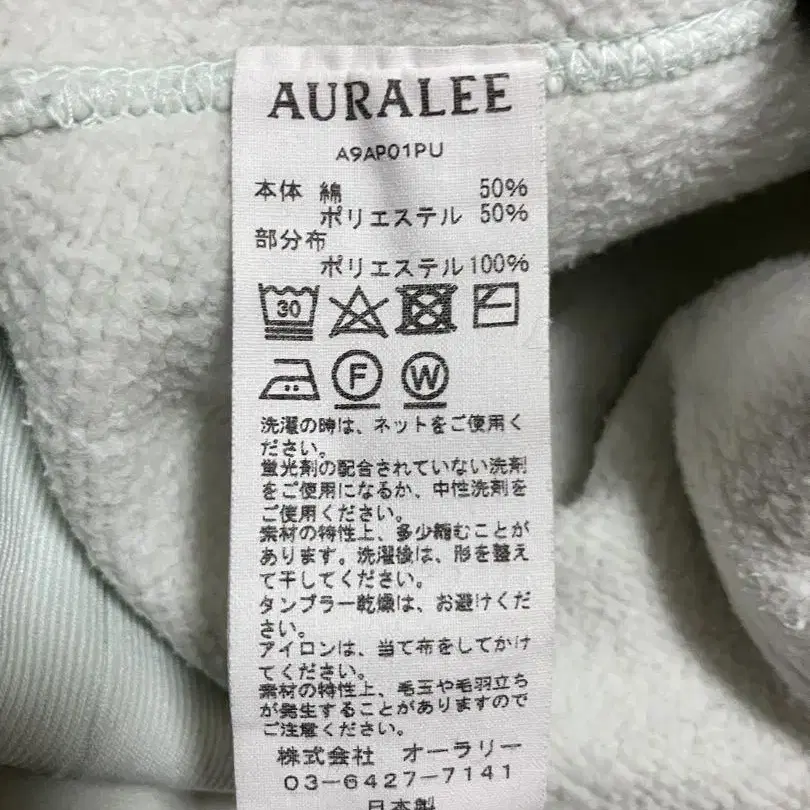 AURALEE
A9AP01PU
本体 綿 50%
ポリエステル 50%
部分布
ポリエステル 100%
30
F W
洗濯の時は、ネットをご使用く
ださい。
蛍光剤の配合されていない洗剤
をご使用になるか、中性洗剤を
ご使用ください。
素材の特性上、多少縮むことが
あります。洗濯後は、形を整え
て干してください。
タンブラー乾燥は、お避けくだ
さい。
アイロンは、当て布をしてかけ
てください。
素材の特性上、毛玉や毛羽立ち
が発生することがありますので
ご注意ください。
株式会社 オーラリー
03-6427-7141
日本製